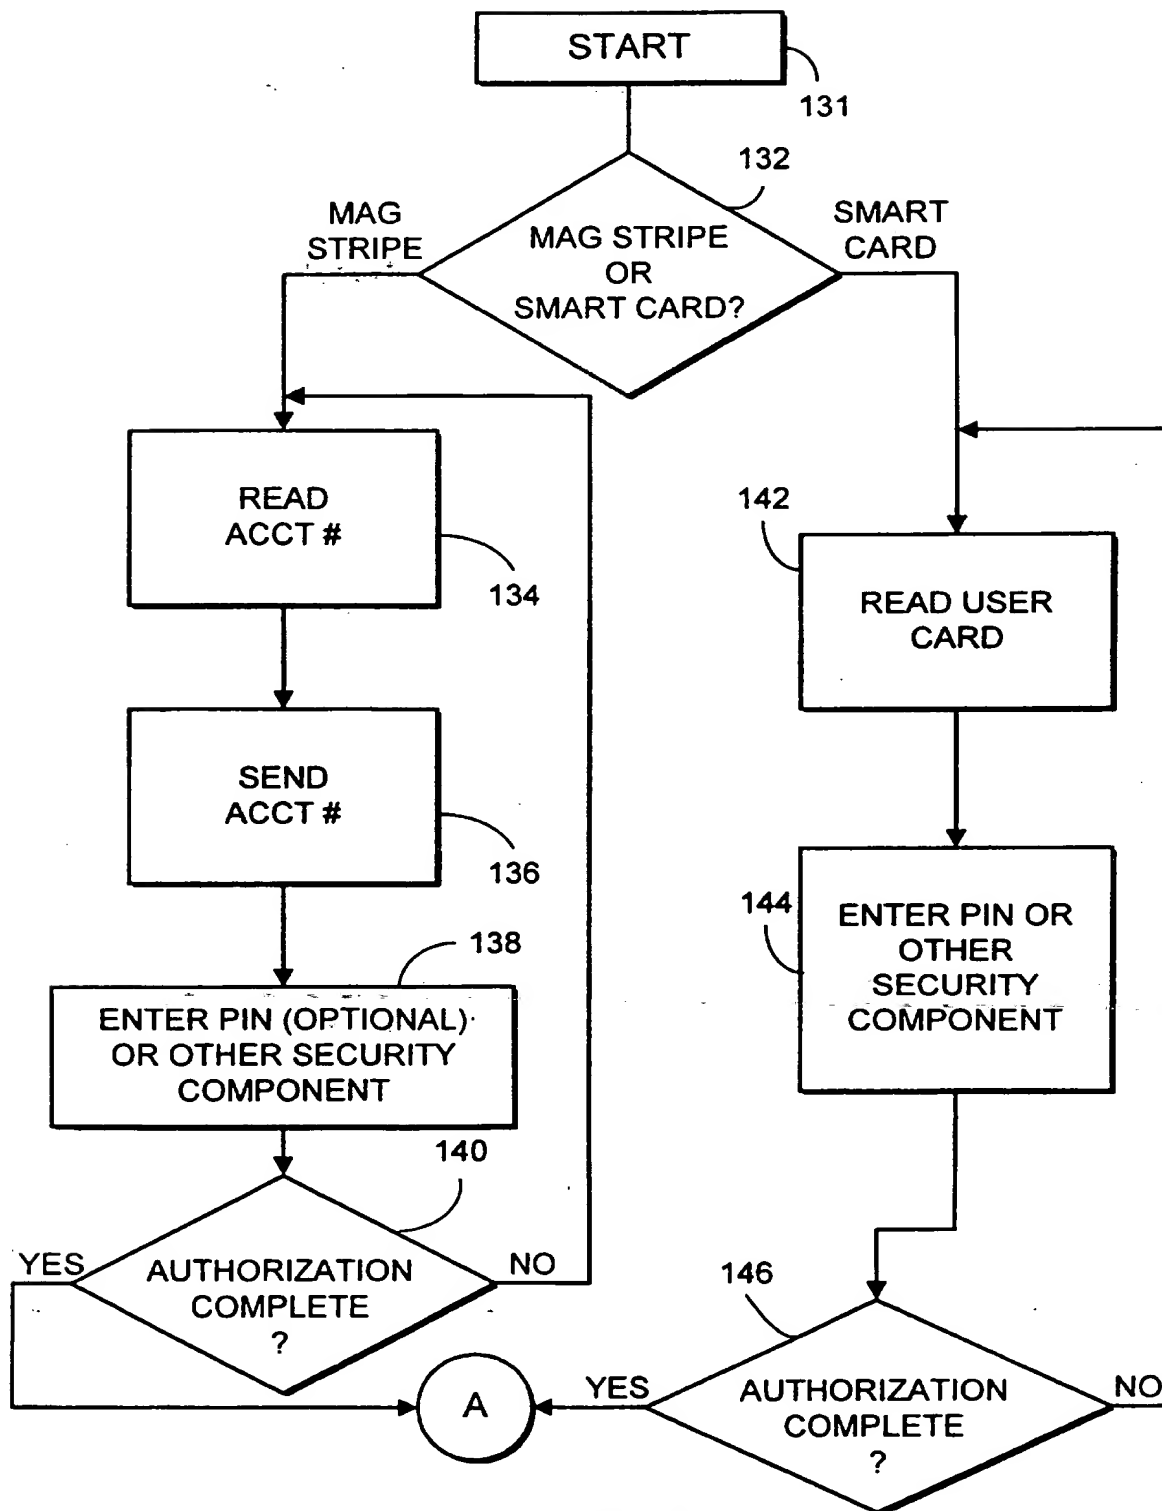 START
131
132
MAG
STRIPE
SMART
CARD
MAG STRIPE
OR
SMART CARD?
READ
ACCT #
134
142
READ USER
CARD
SEND
ACCT #
136
144
ENTER PIN OR
OTHER
SECURITY
COMPONENT
138
ENTER PIN (OPTIONAL)
OR OTHER SECURITY
COMPONENT
140
YES
NO
AUTHORIZATION
COMPLETE
?
146
A
YES
NO
AUTHORIZATION
COMPLETE
?